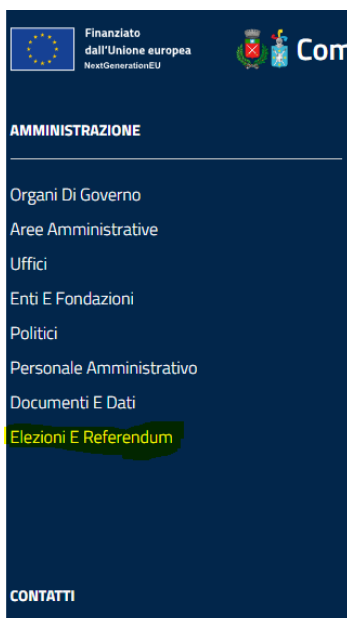 Finanziato
dall'Unione europea
NextGenerationEU
Com
AMMINISTRAZIONE
Organi Di Governo
Aree Amministrative
Uffici
Enti E Fondazioni
Politici
Personale Amministrativo
Documenti E Dati
Elezioni E Referendum
CONTATTI